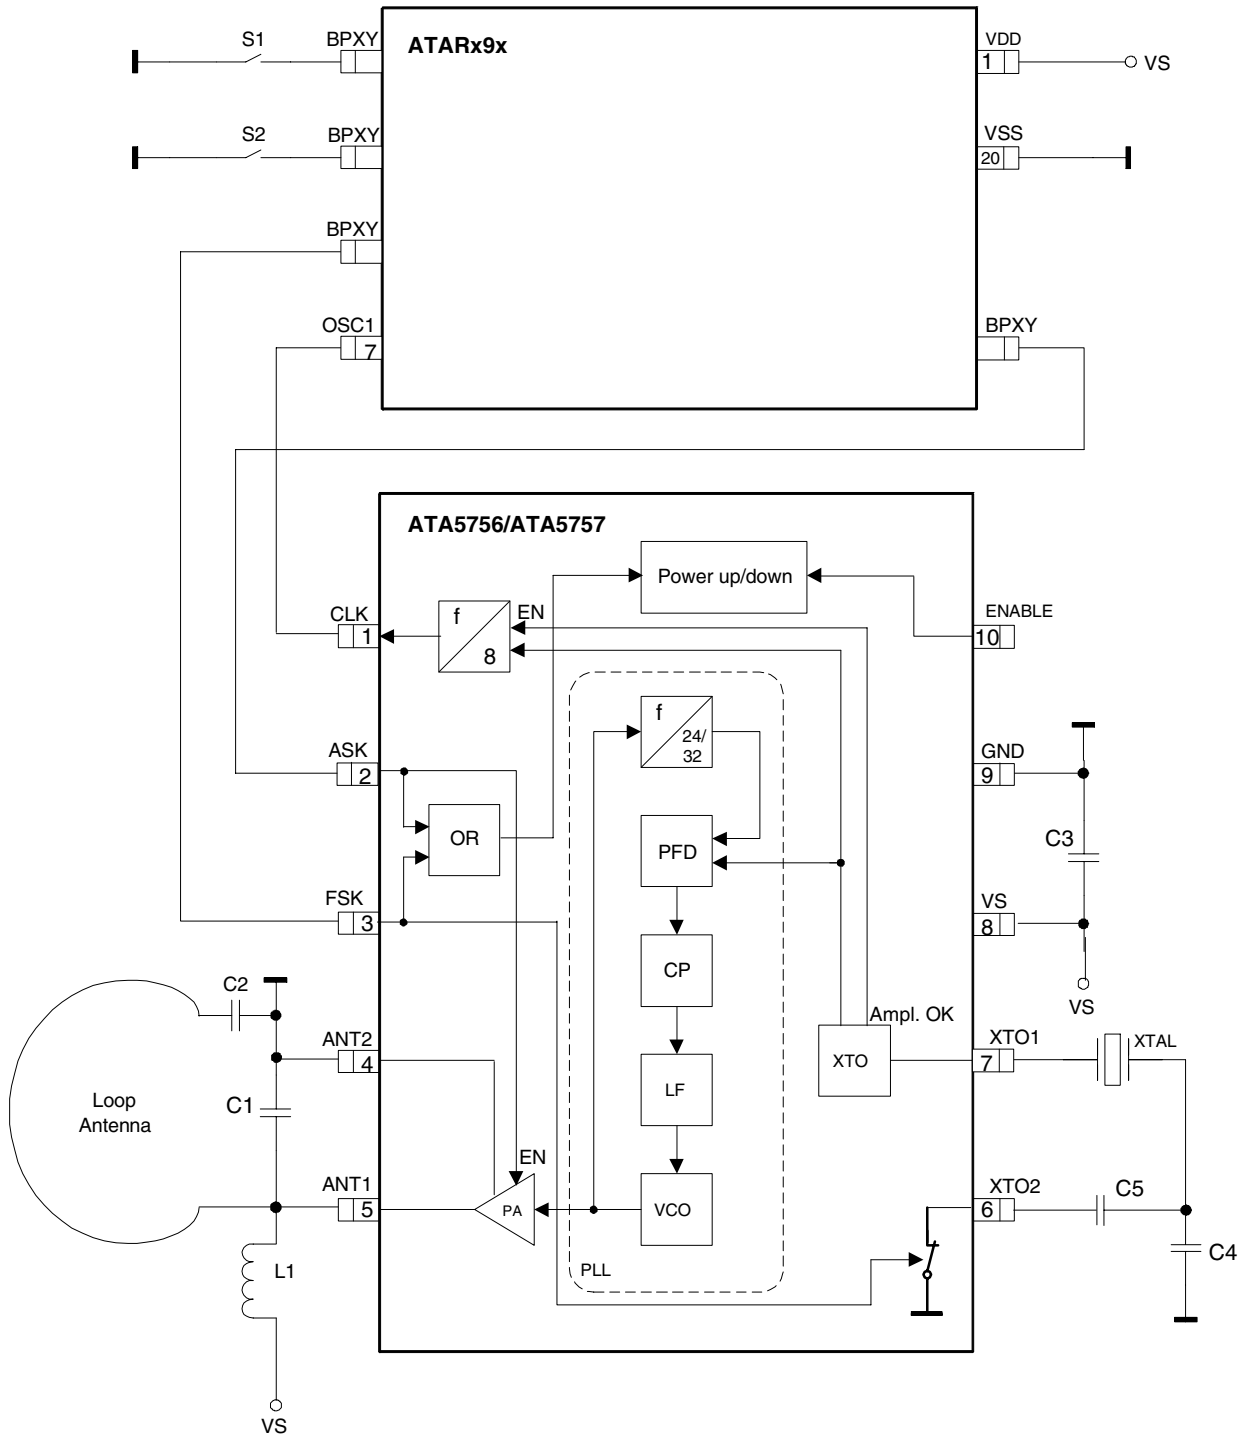 S1
BPXY
ATARx9x
VDD
1
VS
S2
BPXY
VSS
20
BPXY
OSC1
7
BPXY
ATA5756/ATA5757
Power up/down
CLK
1
f
8
EN
ENABLE
10
f
24/
32
ASK
2
GND
9
OR
PFD
C3
FSK
3
VS
8
CP
C2
VS
Ampl. OK
ANT2
4
XTO
XTO1
7
XTAL
LF
Loop
Antenna
C1
EN
ANT1
5
PA
VCO
XTO2
6
C5
C4
L1
PLL
VS